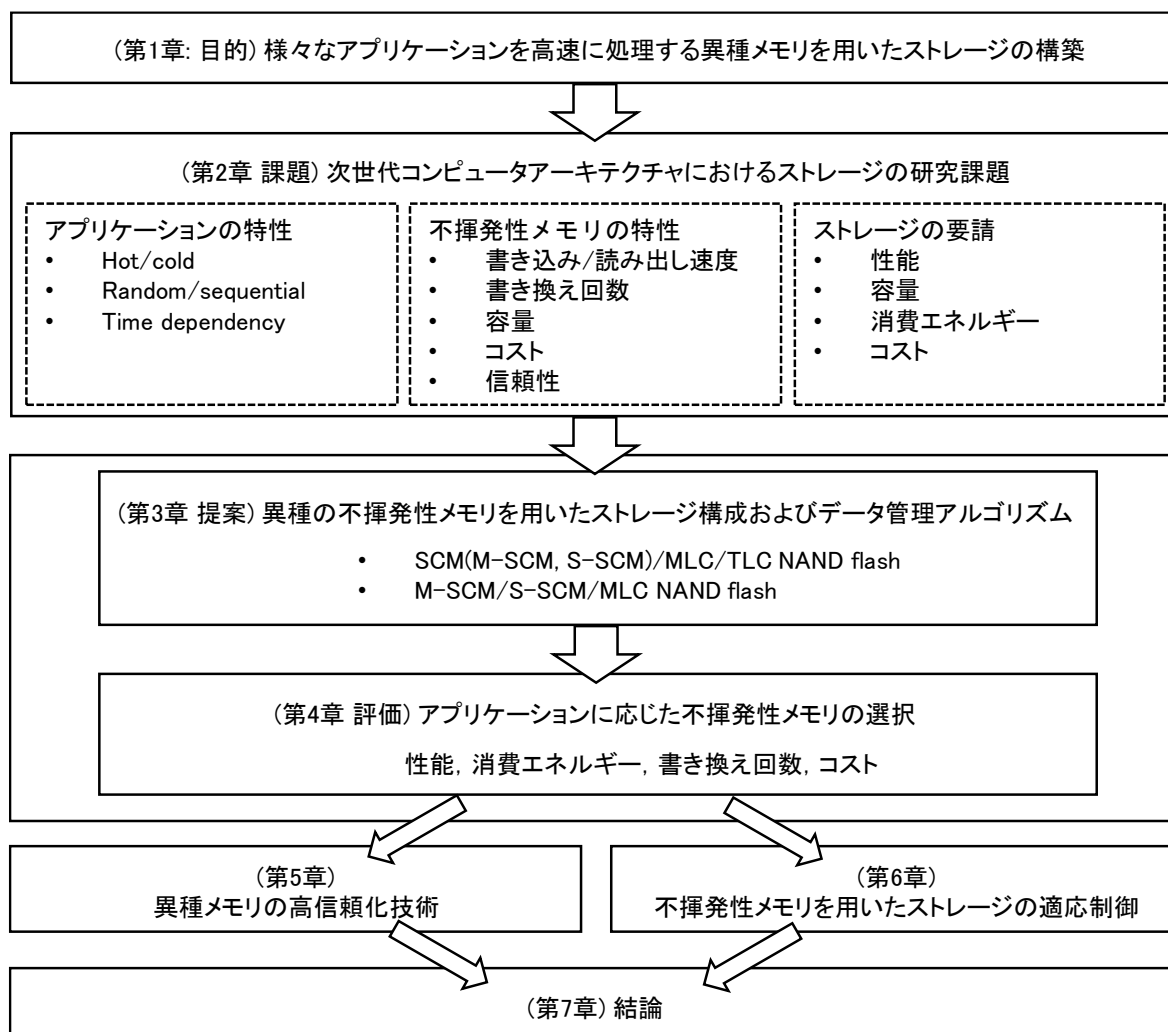 (第1章: 目的) 様々なアプリケーションを高速に処理する異種メモリを用いたストレージの構築
(第2章 課題) 次世代コンピュータアーキテクチャにおけるストレージの研究課題
アプリケーションの特性
• Hot/cold
• Random/sequential
• Time dependency
不揮発性メモリの特性
• 書き込み/読み出し速度
• 書き換え回数
• 容量
• コスト
• 信頼性
ストレージの要請
• 性能
• 容量
• 消費エネルギー
• コスト
(第3章 提案) 異種の不揮発性メモリを用いたストレージ構成およびデータ管理アルゴリズム
• SCM(M-SCM, S-SCM)/MLC/TLC NAND flash
• M-SCM/S-SCM/MLC NAND flash
(第4章 評価) アプリケーションに応じた不揮発性メモリの選択
性能, 消費エネルギー, 書き換え回数, コスト
(第5章)
異種メモリの高信頼化技術
(第6章)
不揮発性メモリを用いたストレージの適応制御
(第7章) 結論